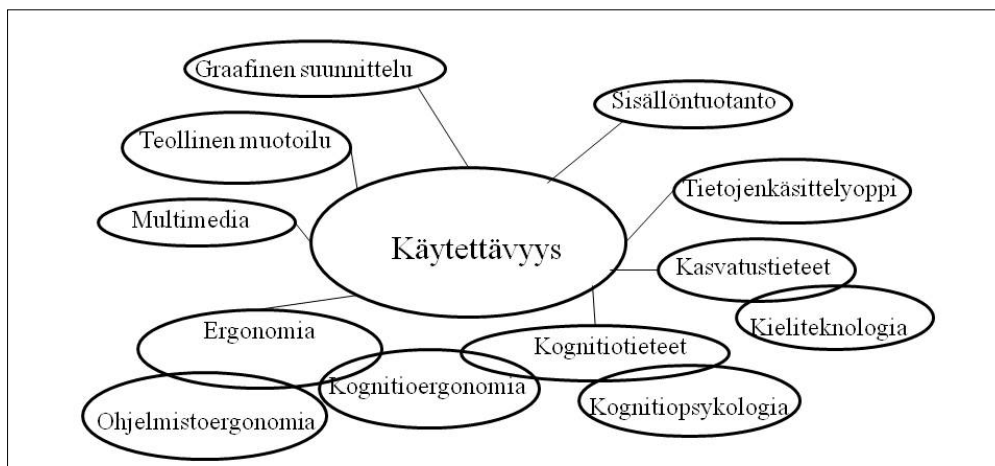 Graafinen suunnittelu
Sisällöntuotanto
Teollinen muotoilu
Tietojenkäsittelyoppi
Multimedia
Käytettävyys
Kasvatustieteet
Ergonomia
Kieliteknologia
Kognitiotieteet
Kognitioergonomia
Kognitiopsykologia
Ohjelmistoergonomia